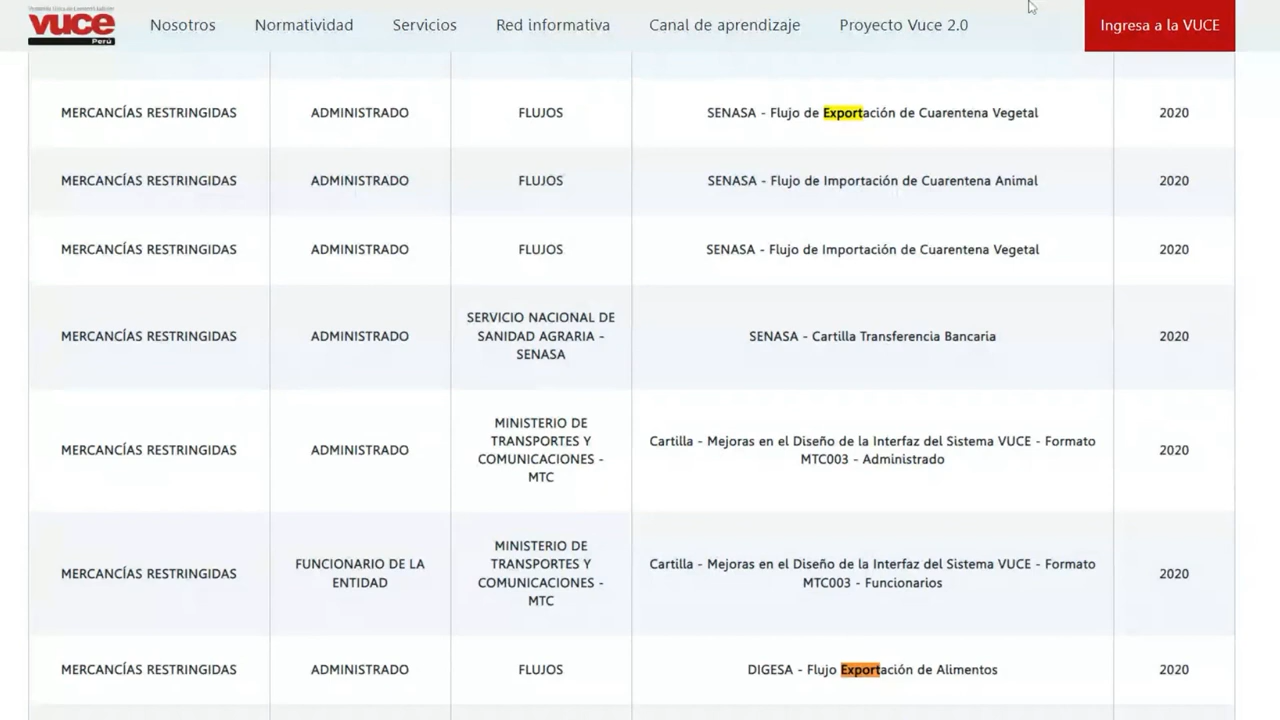 vuce
Perú
Nosotros
Normatividad
Servicios
Red informativa
Canal de aprendizaje
Proyecto Vuce 2.0
Ingresa a la VUCE
MERCANCÍAS RESTRINGIDAS
ADMINISTRADO
FLUJOS
SENASA - Flujo de Exportación de Cuarentena Vegetal
2020
MERCANCÍAS RESTRINGIDAS
ADMINISTRADO
FLUJOS
SENASA - Flujo de Importación de Cuarentena Animal
2020
MERCANCÍAS RESTRINGIDAS
ADMINISTRADO
FLUJOS
SENASA - Flujo de Importación de Cuarentena Vegetal
2020
MERCANCÍAS RESTRINGIDAS
ADMINISTRADO
SERVICIO NACIONAL DE
SANIDAD AGRARIA -
SENASA
SENASA - Cartilla Transferencia Bancaria
2020
MERCANCÍAS RESTRINGIDAS
ADMINISTRADO
MINISTERIO DE
TRANSPORTES Y
COMUNICACIONES -
MTC
Cartilla - Mejoras en el Diseño de la Interfaz del Sistema VUCE - Formato
MTC003 - Administrado
2020
MERCANCÍAS RESTRINGIDAS
FUNCIONARIO DE LA
ENTIDAD
MINISTERIO DE
TRANSPORTES Y
COMUNICACIONES -
MTC
Cartilla - Mejoras en el Diseño de la Interfaz del Sistema VUCE - Formato
MTC003 - Funcionarios
2020
MERCANCÍAS RESTRINGIDAS
ADMINISTRADO
FLUJOS
DIGESA - Flujo Exportación de Alimentos
2020